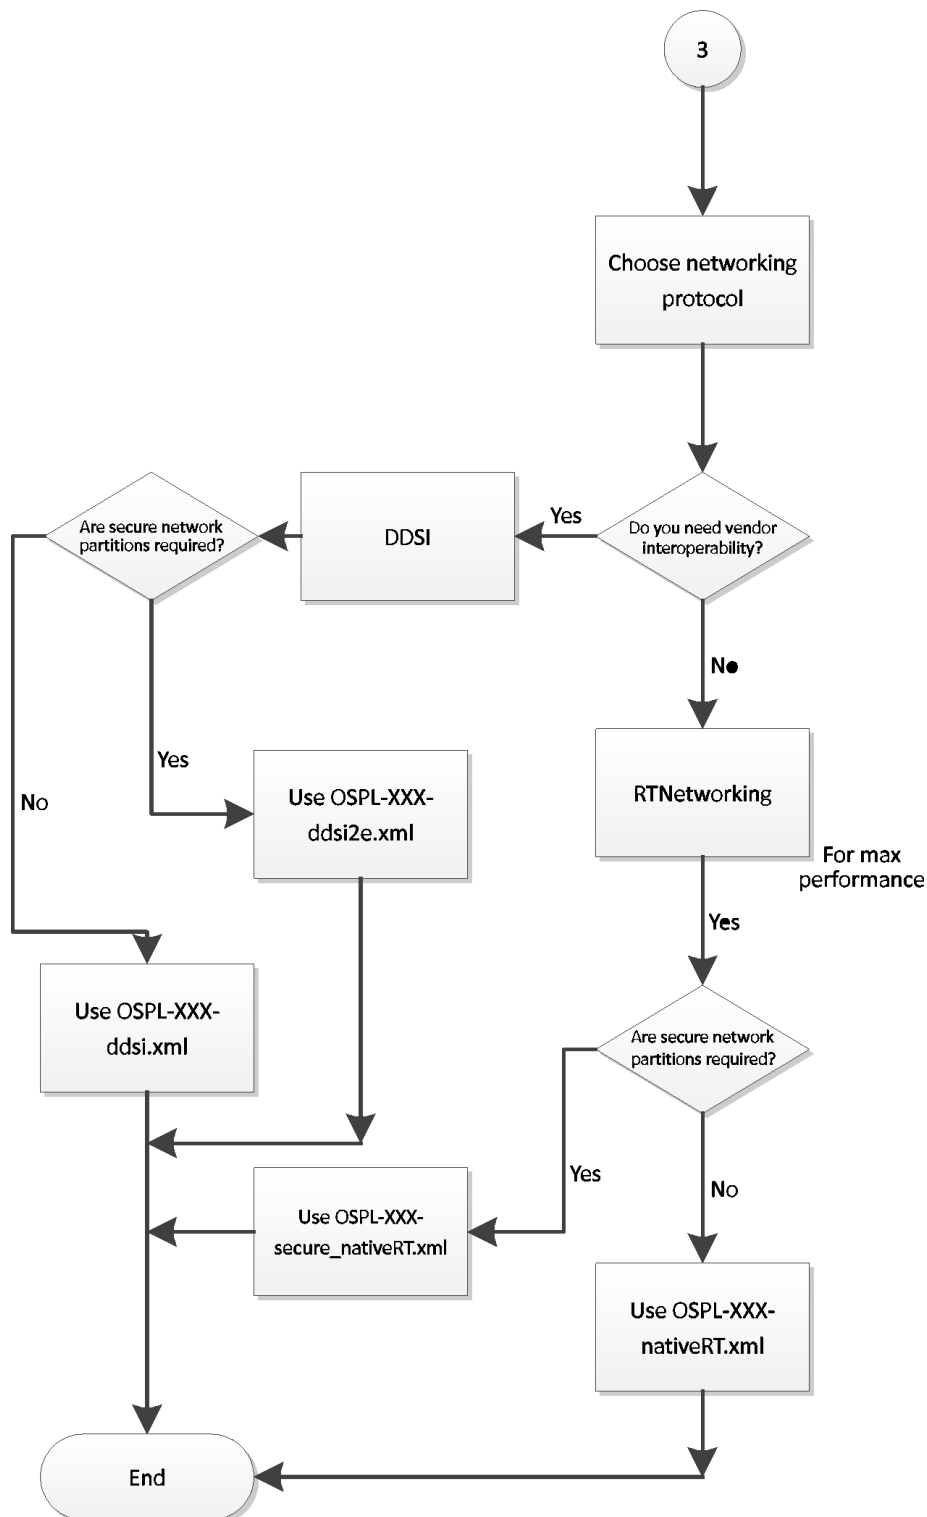 3
Choose networking
protocol
Do you need vendor
interoperability?
Yes
DDSI
Are secure network
partitions required?
No
RTNetworking
For max
performance
Yes
No
Use OSPL-XXX-
ddsi2e.xml
Yes
Use OSPL-XXX-
ddsi.xml
Are secure network
partitions required?
Yes
No
Use OSPL-XXX-
secure_nativeRT.xml
Use OSPL-XXX-
nativeRT.xml
End